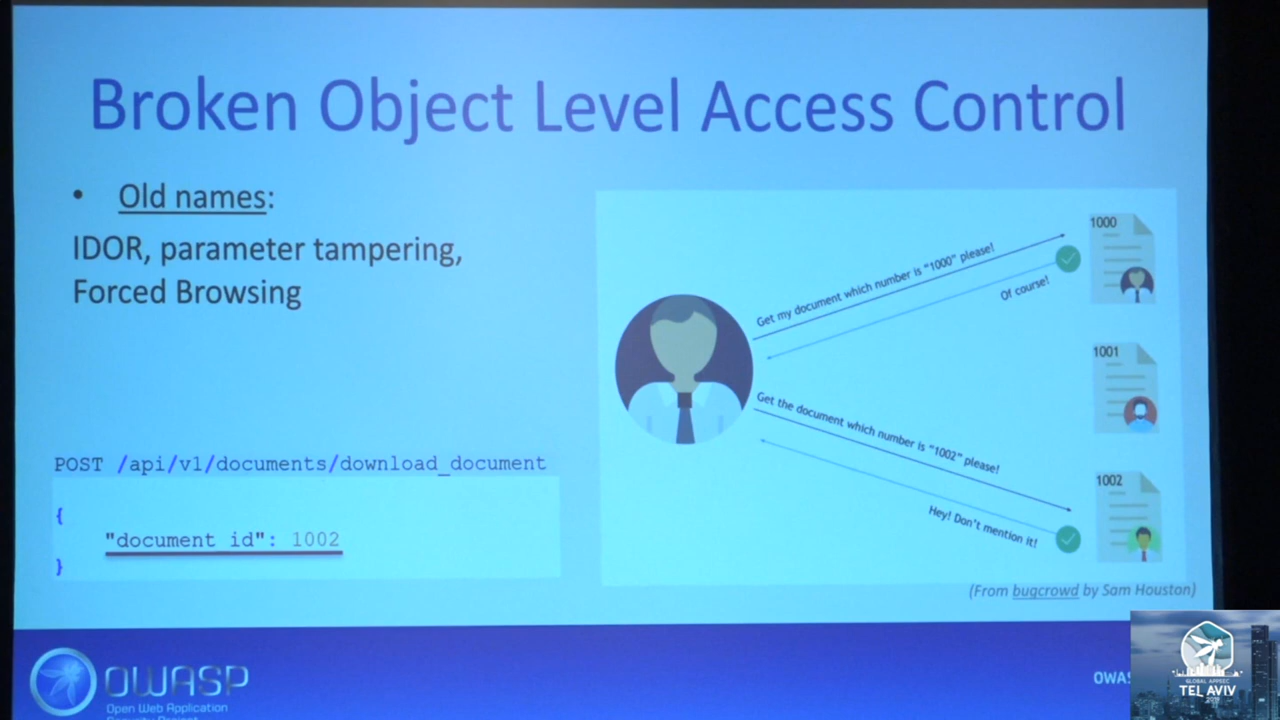 Broken Object Level Access Control
• Old names:
IDOR, parameter tampering,
Forced Browsing
POST /api/v1/documents/download_document
{
"document id": 1002
}
Get my document which number is "1000" please!
Of course!
Get the document which number is "1002" please!
Hey! Don't mention it!
1000
1001
1002
(From bugcrowd by Sam Houston)
OWASP
Open Web Application
Security Project
OWAS
GLOBAL APPSEC
TEL AVIV